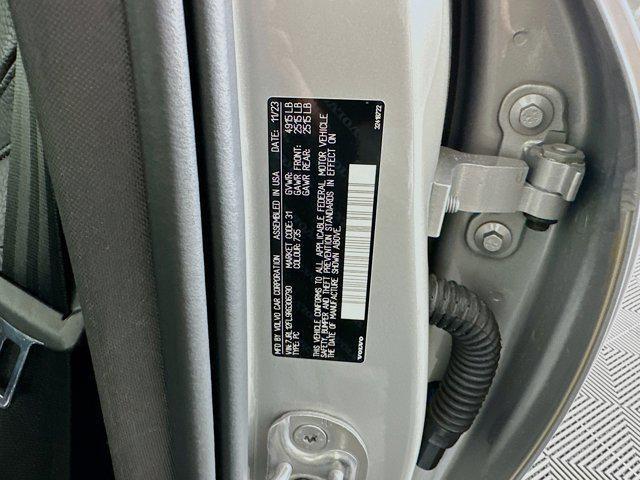 MFD BY VOLVO CAR CORPORATION ASSEMBLED IN USA DATE: 11/23
VIN: 7JRL12FL9RG306790 MARKET CODE: 31 GVWR: 4915 LB
TYPE: PC COLOUR: 735 GAWR FRONT: 2515 LB
GAWR REAR: 2515 LB
THIS VEHICLE CONFORMS TO ALL APPLICABLE FEDERAL MOTOR VEHICLE
SAFETY, BUMPER AND THEFT PREVENTION STANDARDS IN EFFECT ON
THE DATE OF MANUFACTURE SHOWN ABOVE.
VOLVO